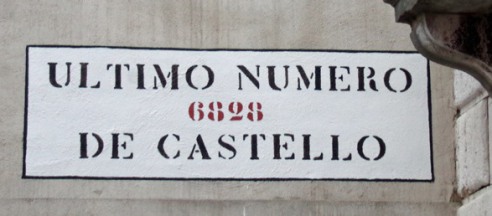 ULTIMO NUMERO
6828
DE CASTELLO